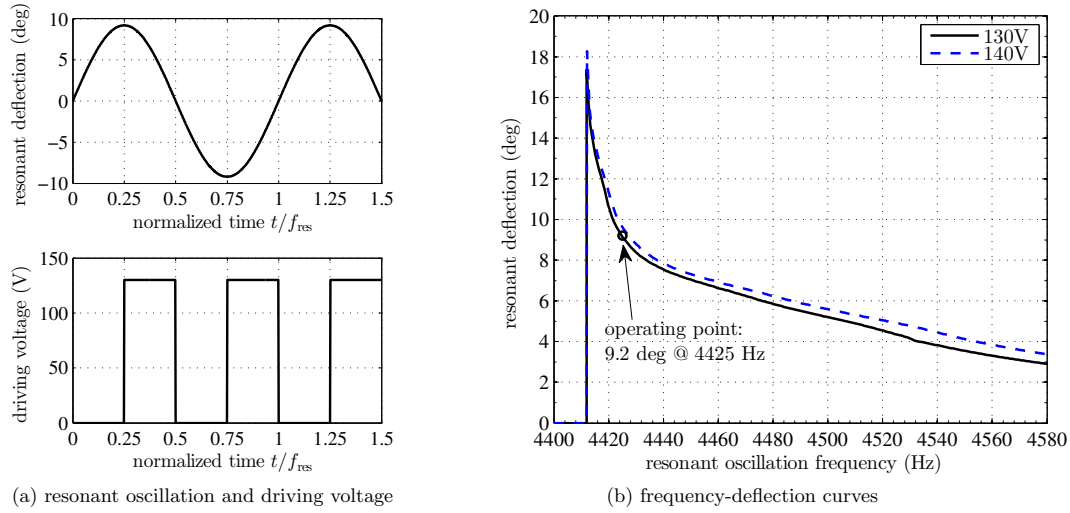 10
5
0
−5
−10
resonant deflection (deg)
0 0.25 0.5 0.75 1 1.25 1.5
normalized time t/f_res
150
100
50
0
driving voltage (V)
0 0.25 0.5 0.75 1 1.25 1.5
normalized time t/f_res
(a) resonant oscillation and driving voltage
20
18
16
14
12
10
8
6
4
2
0
resonant deflection (deg)
130V
140V
operating point:
9.2 deg @ 4425 Hz
4400 4420 4440 4460 4480 4500 4520 4540 4560 4580
resonant oscillation frequency (Hz)
(b) frequency-deflection curves